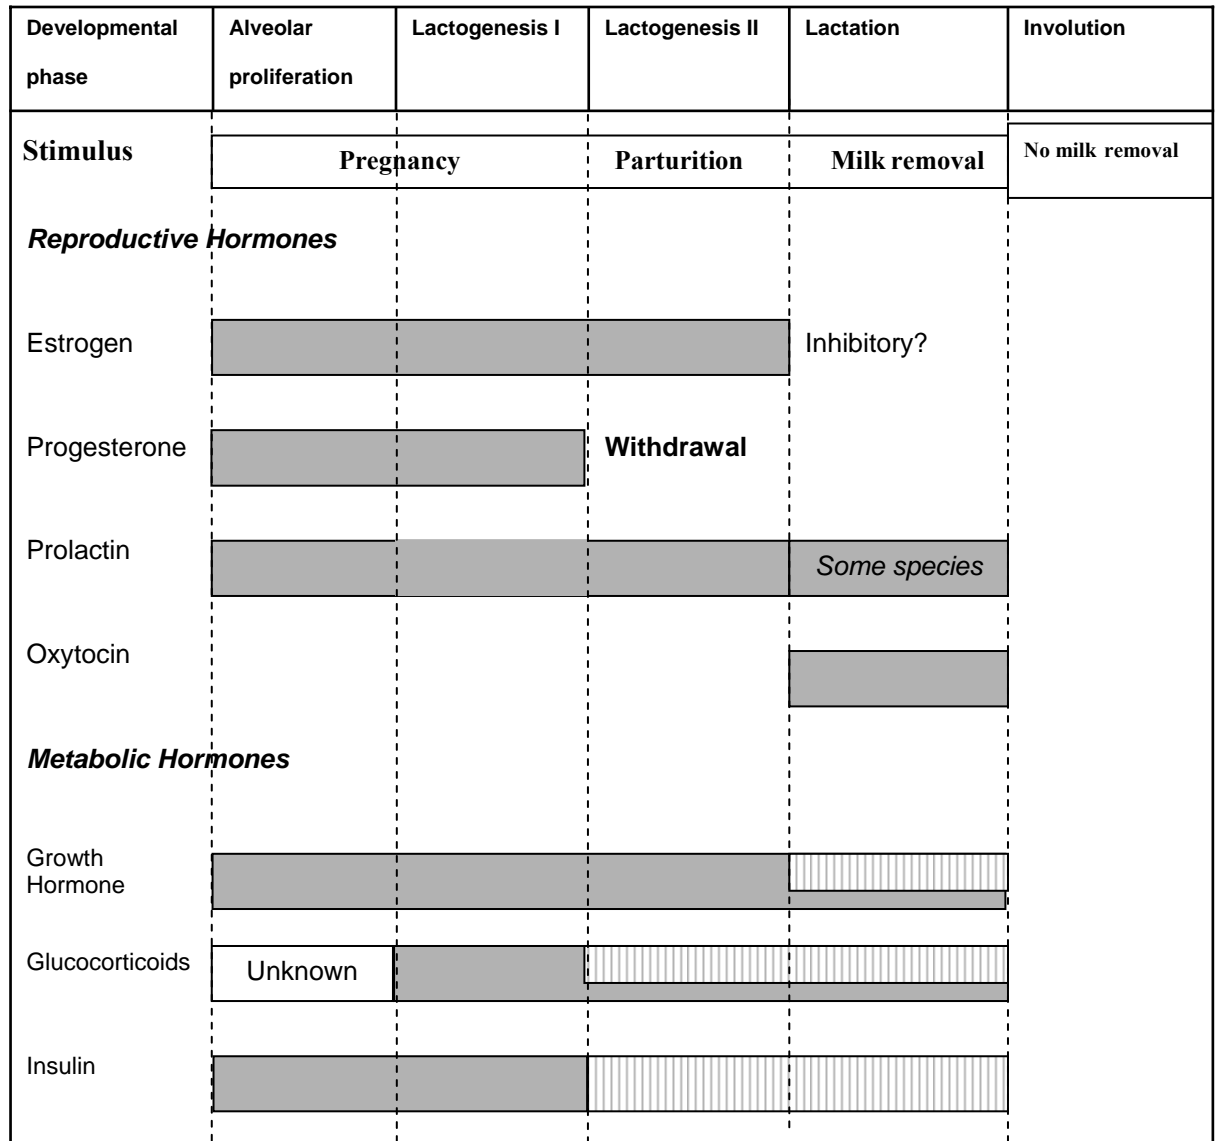 Developmental phase
Alveolar proliferation
Lactogenesis I
Lactogenesis II
Lactation
Involution
Stimulus
Pregnancy
Parturition
Milk removal
No milk removal
Reproductive Hormones
Estrogen
Inhibitory?
Progesterone
Withdrawal
Prolactin
Some species
Oxytocin
Metabolic Hormones
Growth
Hormone
Glucocorticoids
Unknown
Insulin